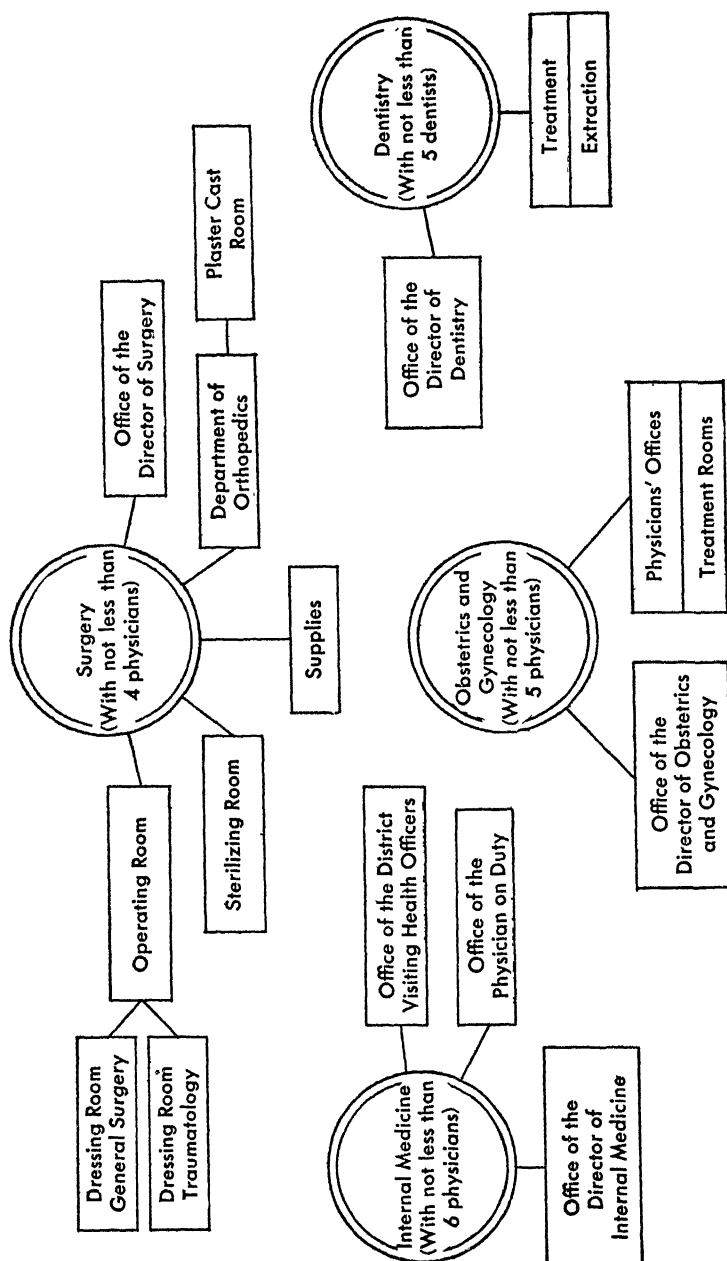 Dressing Room
General Surgery
Dressing Room
Traumatology
Operating Room
Sterilizing Room
Surgery
(With not less than
4 physicians)
Supplies
Office of the
Director of Surgery
Department of
Orthopedics
Plaster Cast
Room
Internal Medicine
(With not less than
6 physicians)
Office of the District
Visiting Health Officers
Office of the
Physician on Duty
Office of the
Director of
Internal Medicine
Obstetrics and
Gynecology
(With not less than
5 physicians)
Office of the
Director of Obstetrics
and Gynecology
Physicians' Offices
Treatment Rooms
Dentistry
(With not less than
5 dentists)
Office of the
Director of
Dentistry
Treatment
Extraction